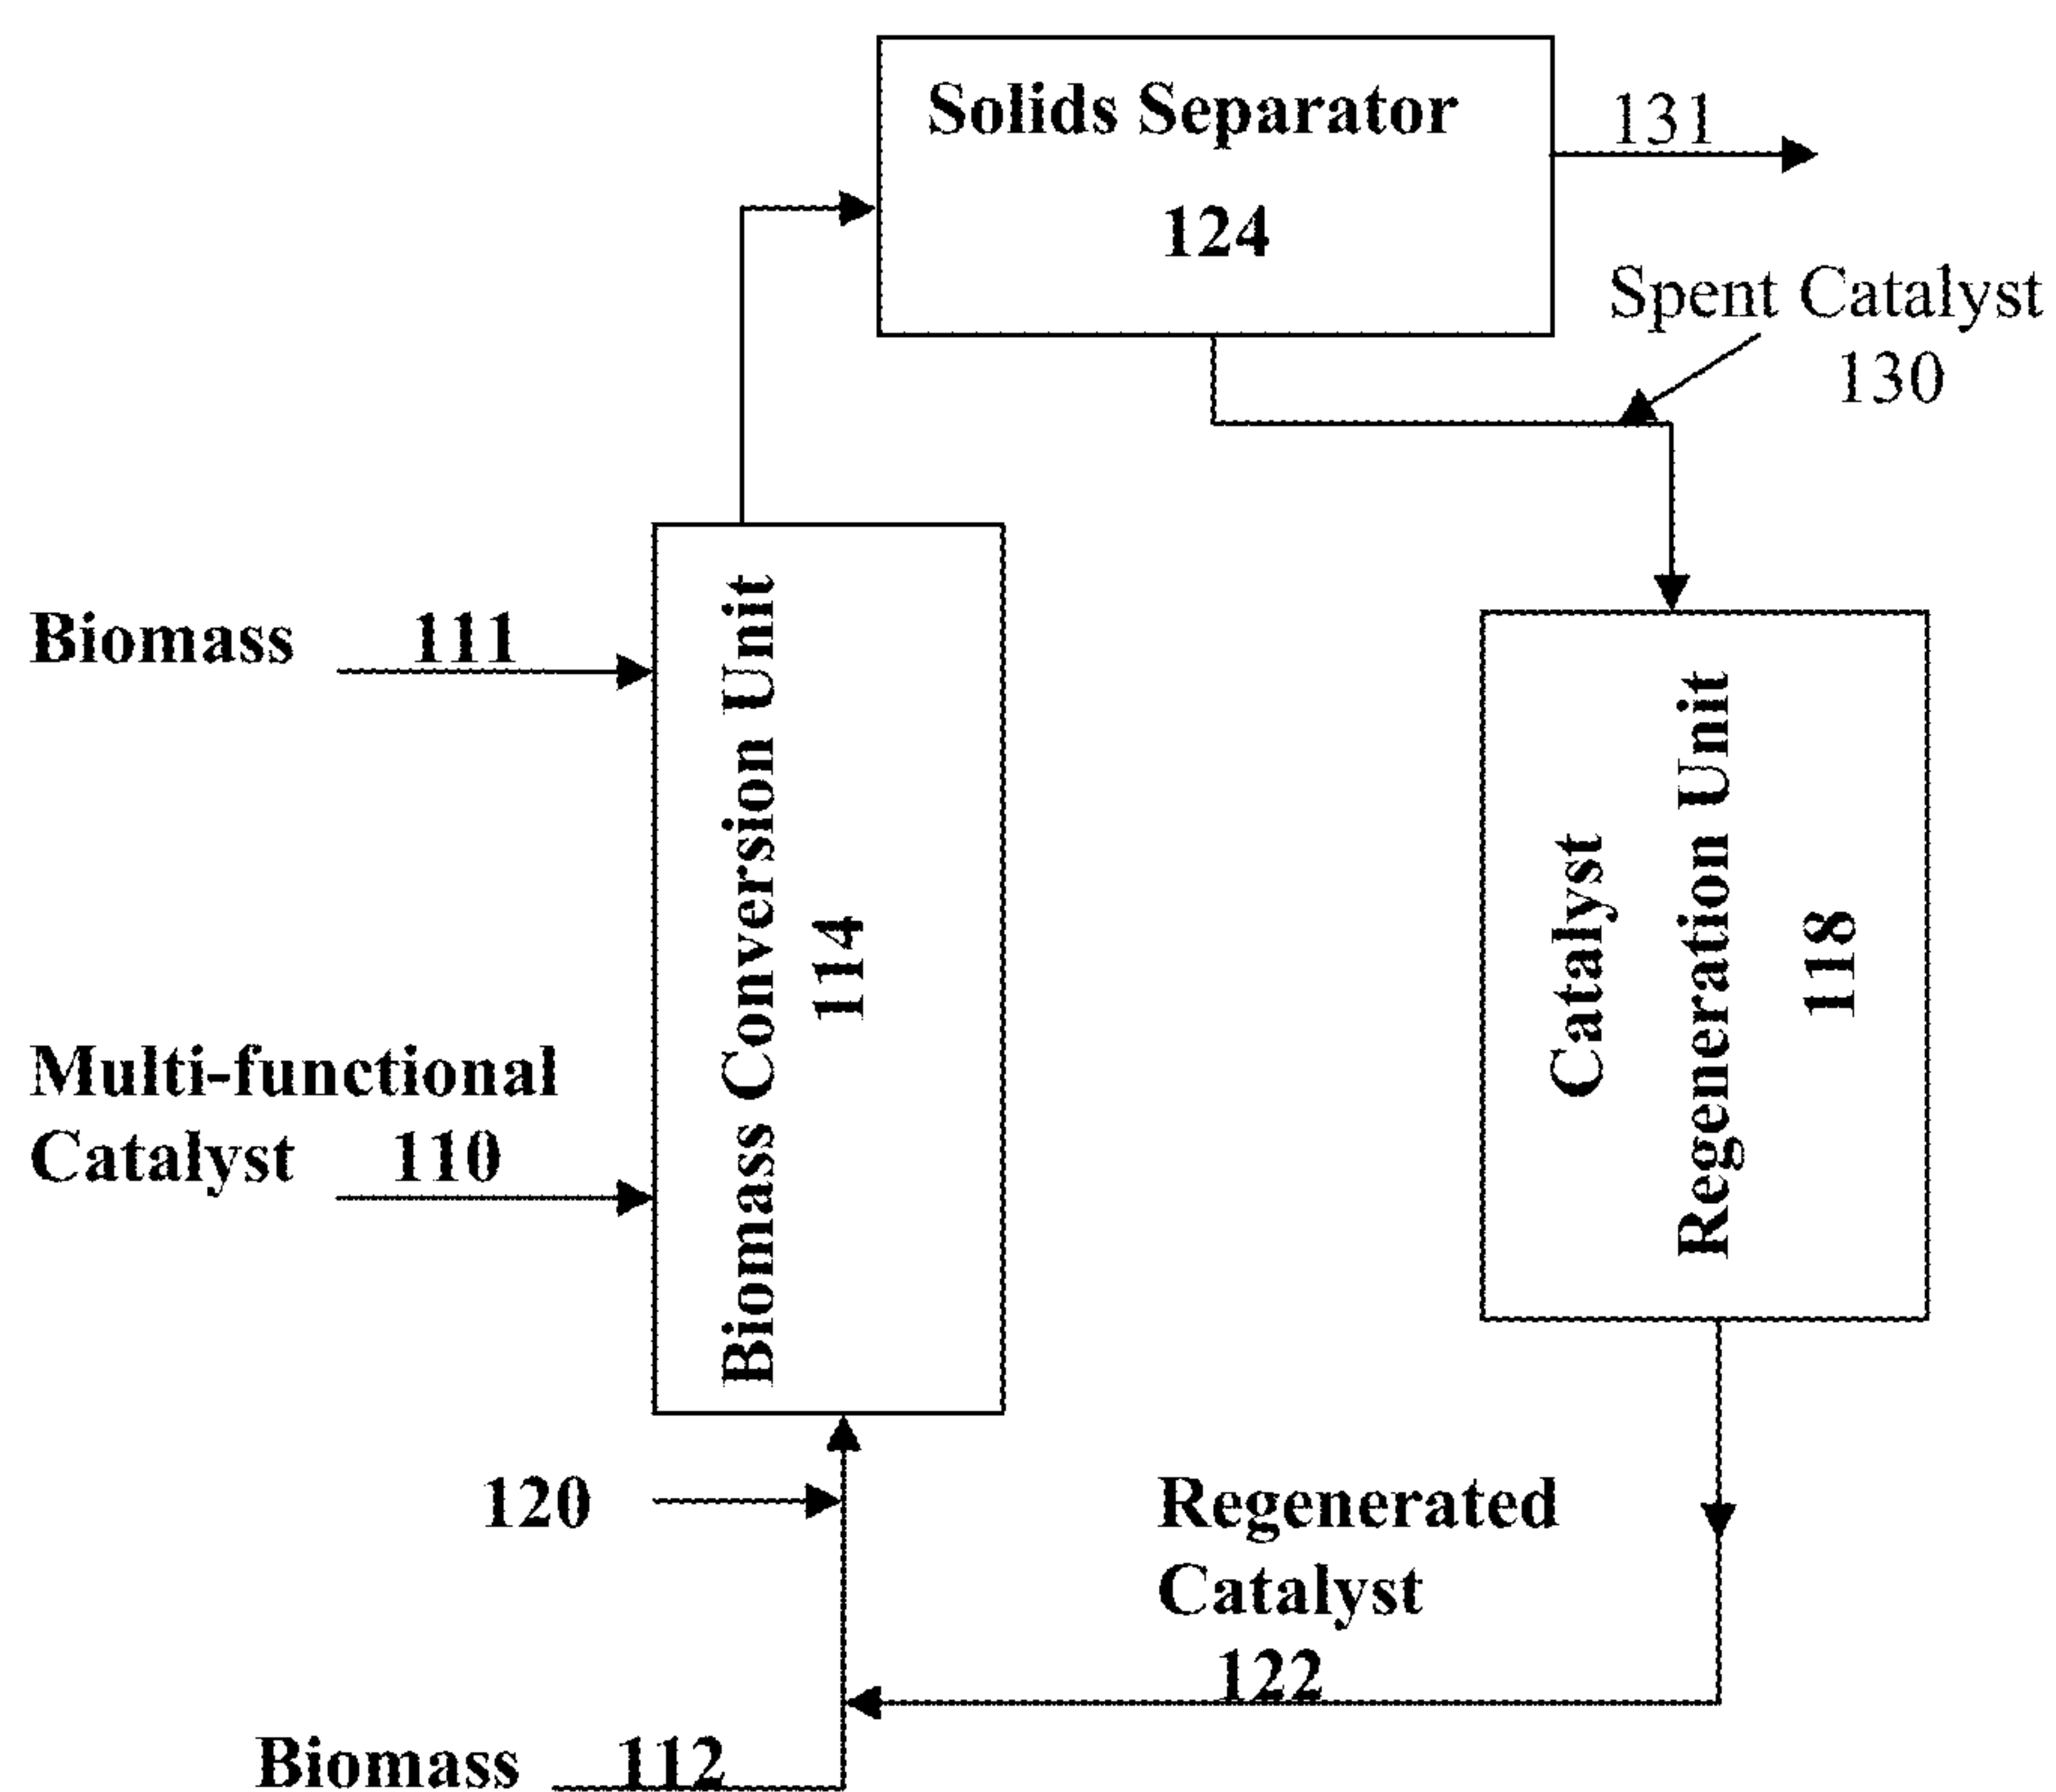 Solids Separator
124
131
Spent Catalyst
130
Biomass 111
Multi-functional
Catalyst 110
Biomass Conversion Unit
114
Catalyst
Regeneration Unit
118
120
Regenerated
Catalyst
122
Biomass 112